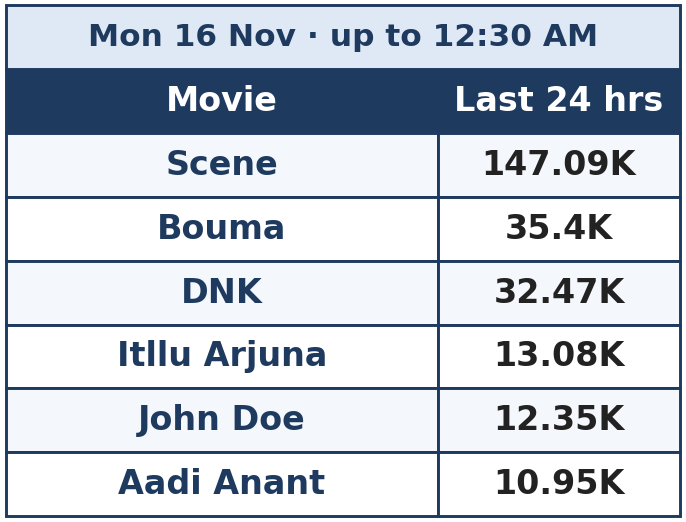 Mon 16 Nov · up to 12:30 AM
Movie Last 24 hrs
Scene 147.09K
Bouma 35.4K
DNK 32.47K
Itllu Arjuna 13.08K
John Doe 12.35K
Aadi Anant 10.95K